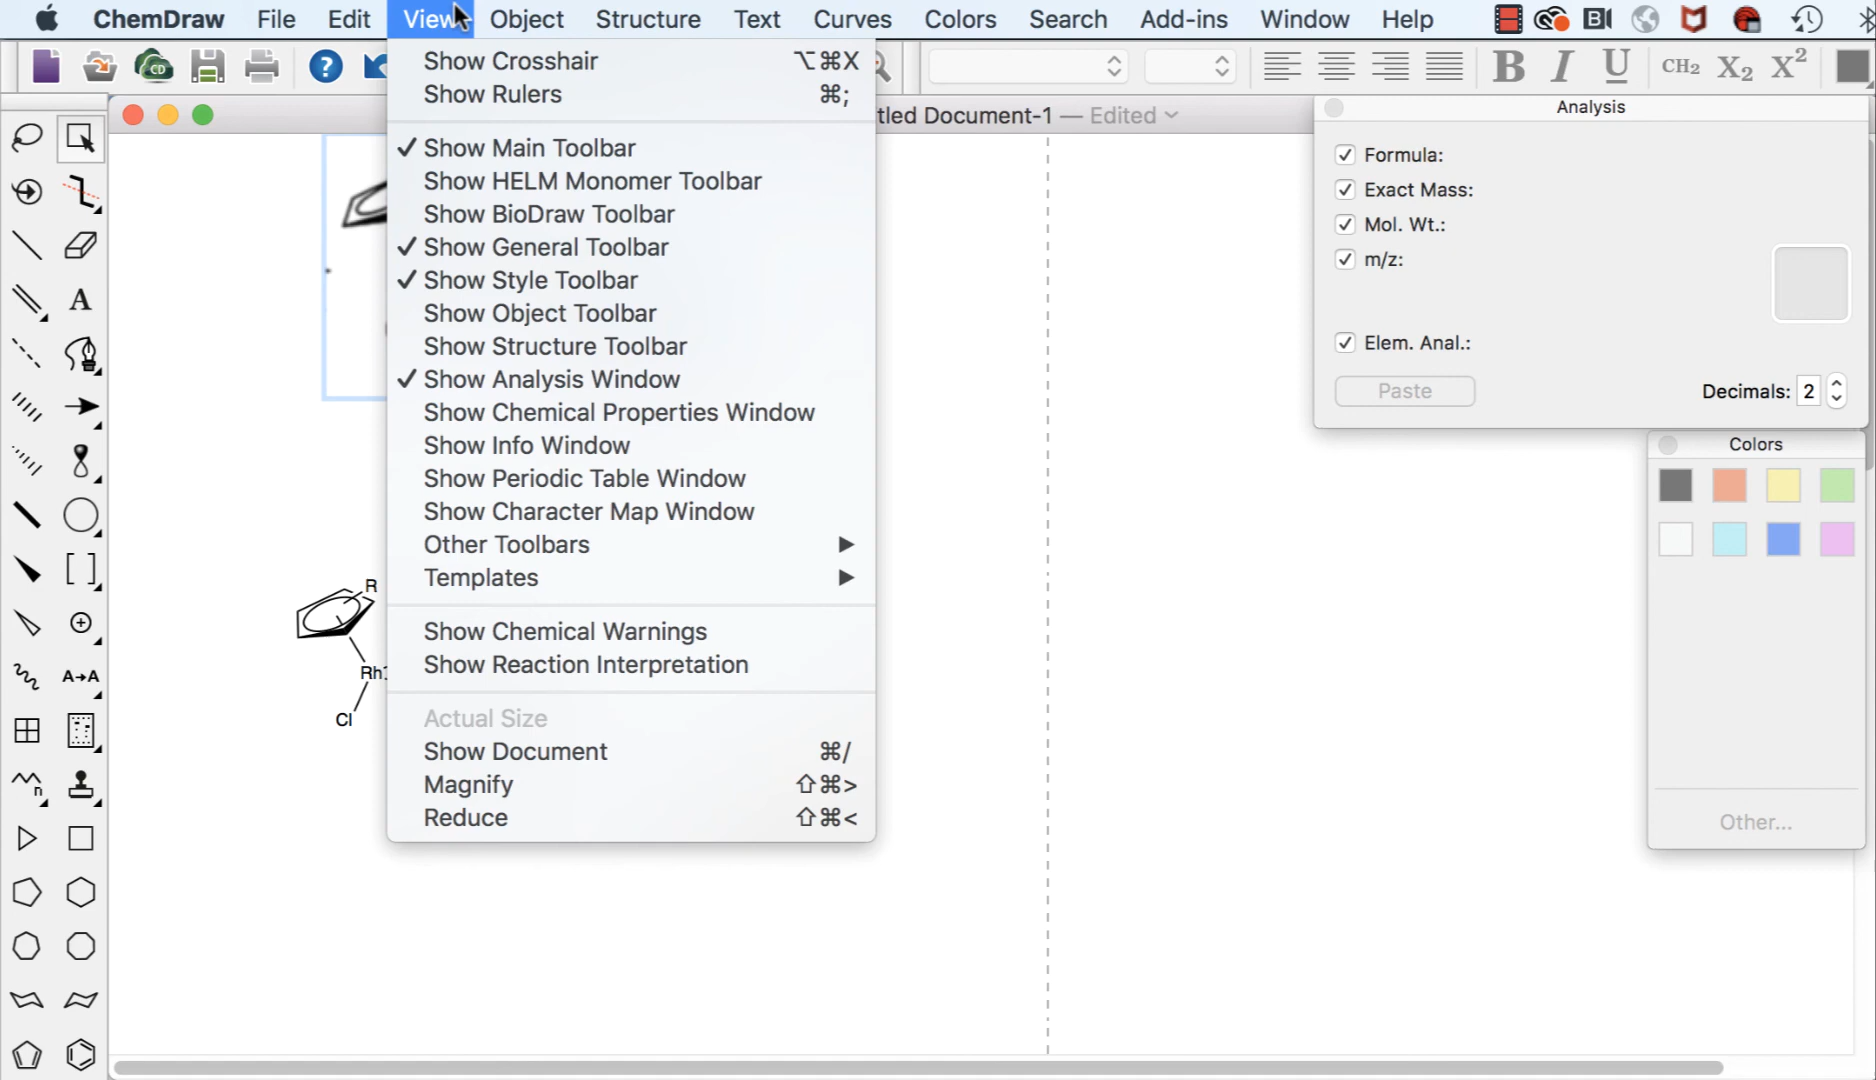 ChemDraw File Edit View Object Structure Text Curves Colors Search Add-ins Window Help
CD ? B I U CH₂ X₂ X²
tled Document-1 — Edited
Show Crosshair ⌥⌘X
Show Rulers ⌘;
✓ Show Main Toolbar
Show HELM Monomer Toolbar
Show BioDraw Toolbar
✓ Show General Toolbar
✓ Show Style Toolbar
Show Object Toolbar
Show Structure Toolbar
✓ Show Analysis Window
Show Chemical Properties Window
Show Info Window
Show Periodic Table Window
Show Character Map Window
Other Toolbars ▶
Templates ▶
Show Chemical Warnings
Show Reaction Interpretation
Actual Size
Show Document ⌘/
Magnify ⇧⌘>
Reduce ⇧⌘<
A
[ ]
A→A
n
R
Rh1
Cl
Analysis
Formula:
Exact Mass:
Mol. Wt.:
m/z:
Elem. Anal.:
Paste Decimals: 2
Colors
Other...